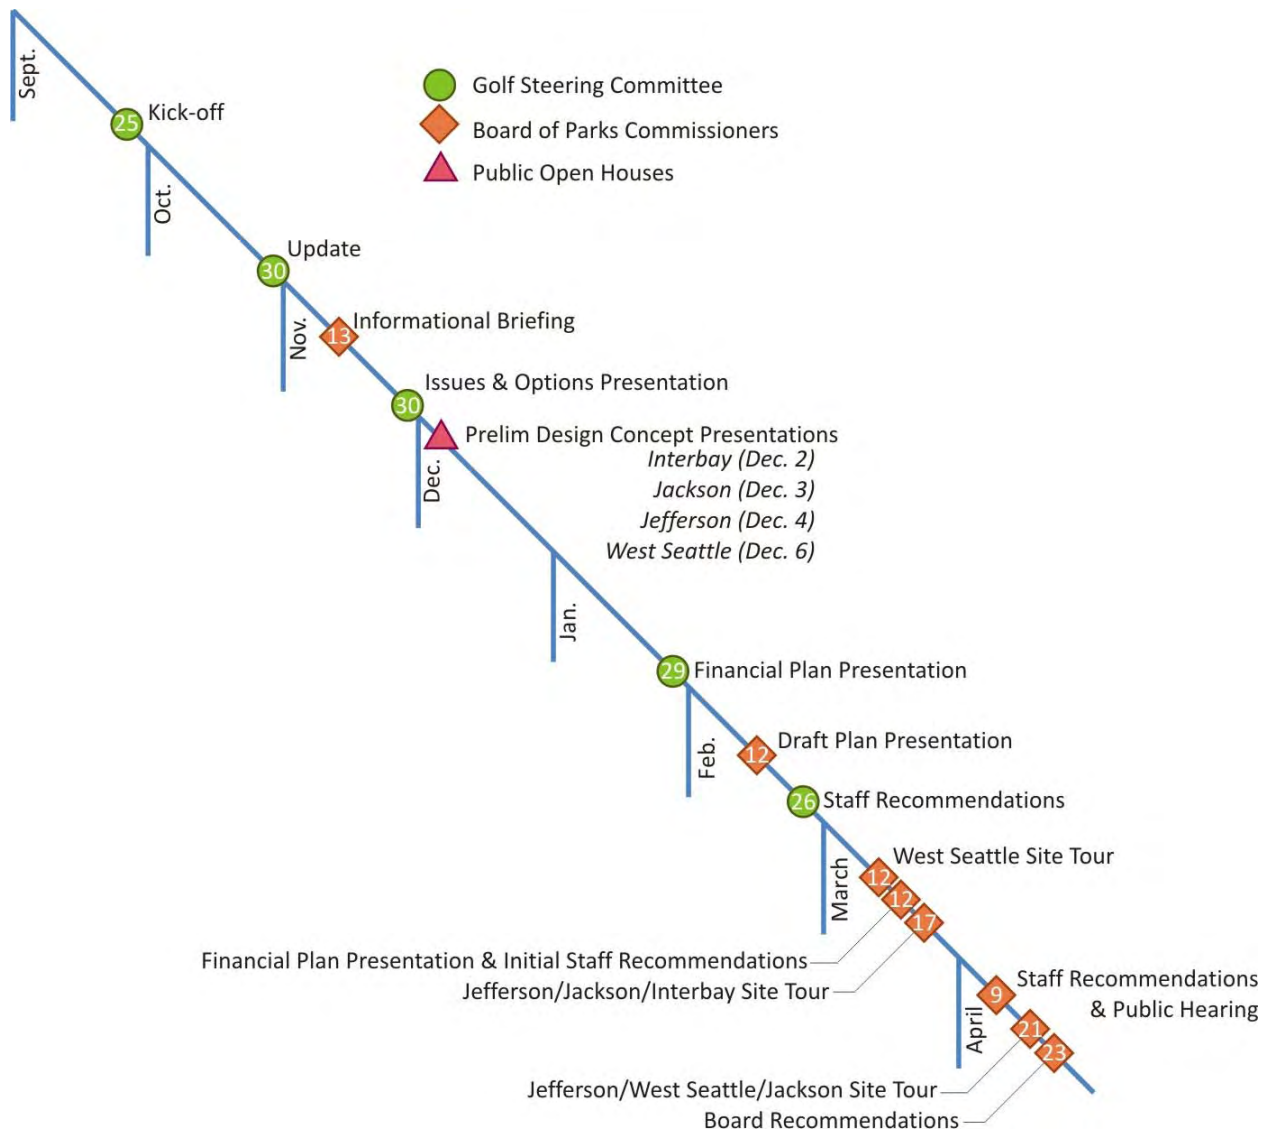 Sept.
25 Kick-off
Golf Steering Committee
Board of Parks Commissioners
Public Open Houses
Oct.
Update
30
Nov.
13 Informational Briefing
Issues & Options Presentation
30
Prelim Design Concept Presentations
Interbay (Dec. 2)
Jackson (Dec. 3)
Jefferson (Dec. 4)
West Seattle (Dec. 6)
Dec.
Jan.
29 Financial Plan Presentation
Feb.
12 Draft Plan Presentation
26 Staff Recommendations
March
West Seattle Site Tour
12
12
17
Financial Plan Presentation & Initial Staff Recommendations
Jefferson/Jackson/Interbay Site Tour
April
Staff Recommendations
& Public Hearing
9
21
23
Jefferson/West Seattle/Jackson Site Tour
Board Recommendations